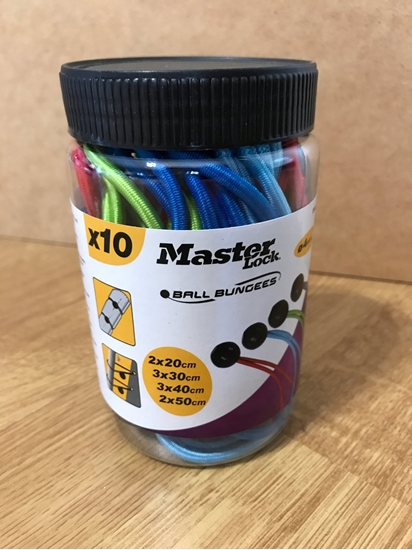 x10
Master
Lock
BALL BUNGEES
2x20cm
3x30cm
3x40cm
2x50cm